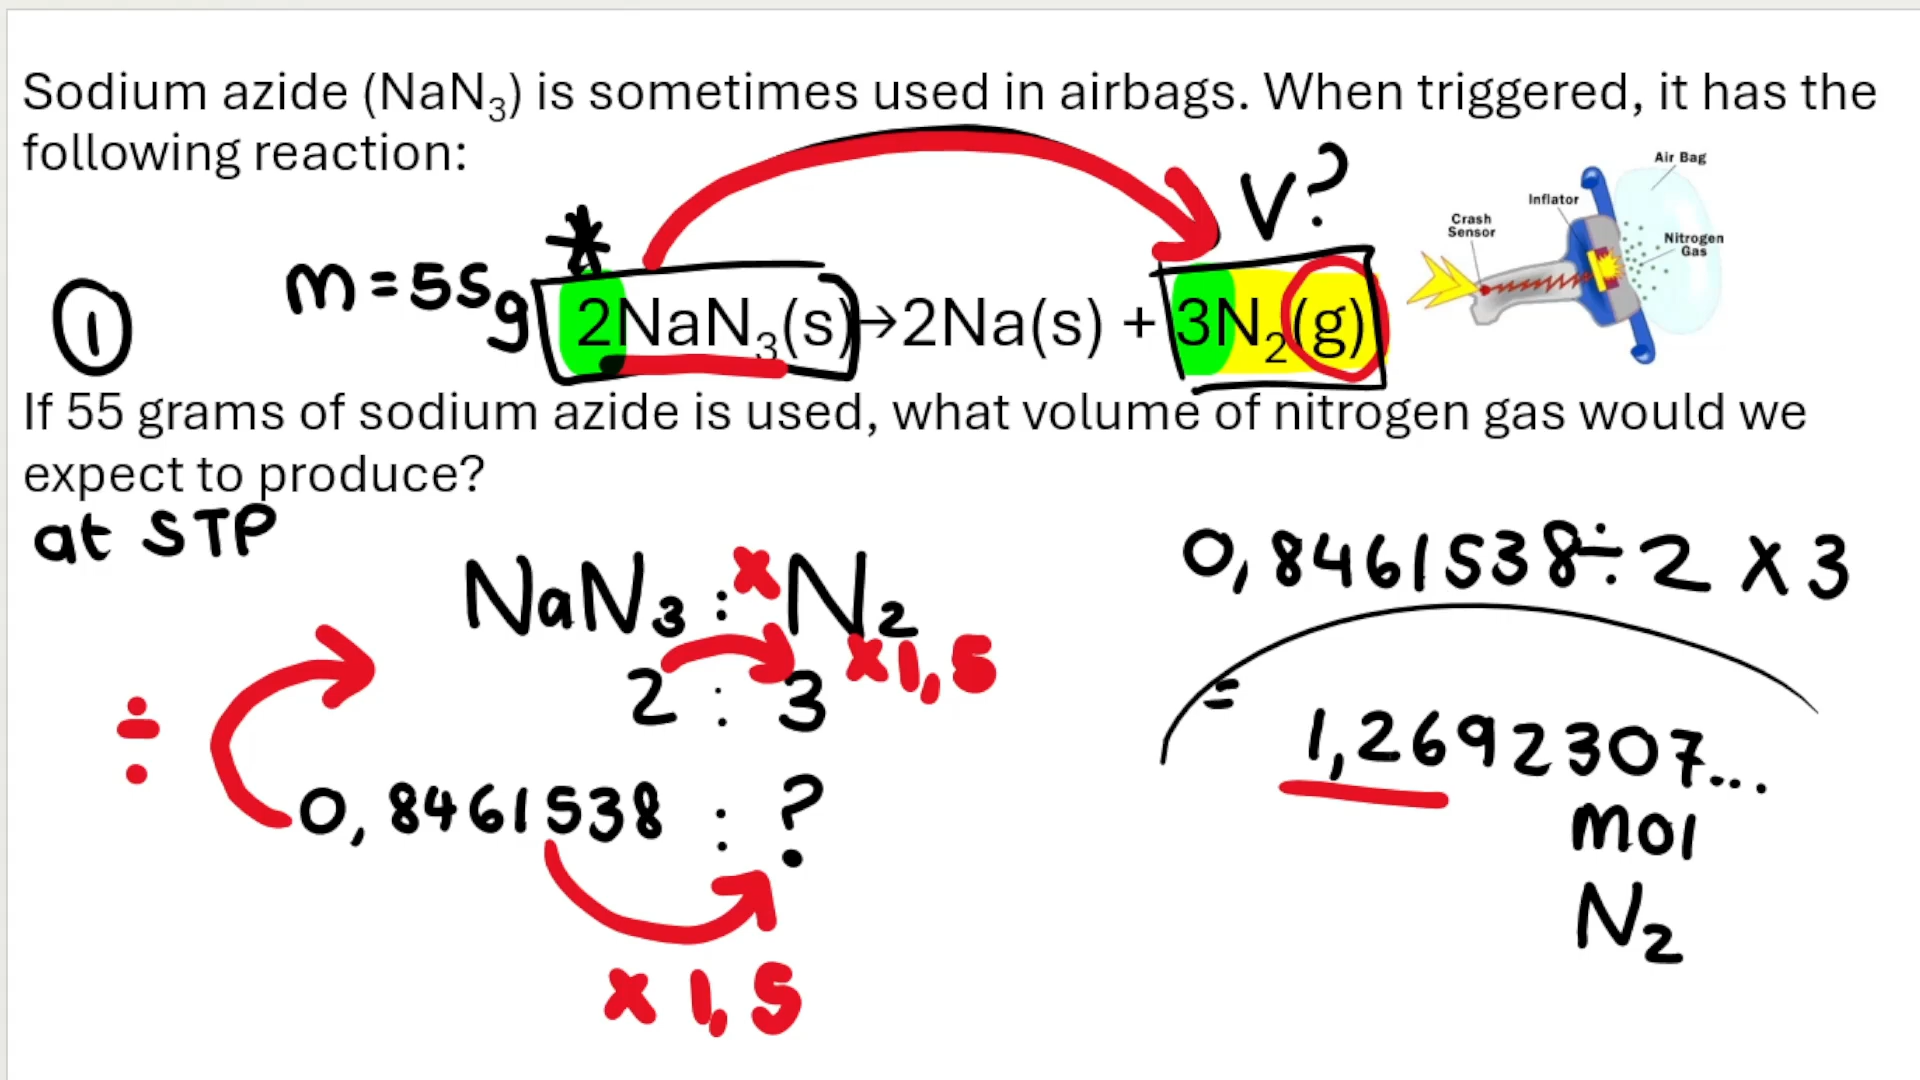 Sodium azide (NaN₃) is sometimes used in airbags. When triggered, it has the
following reaction:
V?
Air Bag
Inflator
Crash
Sensor
Nitrogen
Gas
*
m=55g
①
2NaN₃(s)→2Na(s) + 3N₂(g)
If 55 grams of sodium azide is used, what volume of nitrogen gas would we
expect to produce?
at STP
NaN₃ : x N₂
x1,5
2 : 3
÷
0,8461538 : ?
x 1,5
0,8461538÷2 x 3
= 1,2692307...
mol
N₂